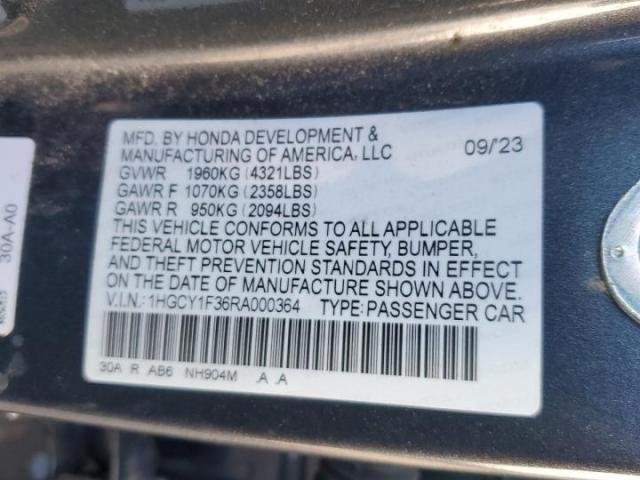 MFD. BY HONDA DEVELOPMENT &
MANUFACTURING OF AMERICA, LLC 09/'23
GVWR 1960KG (4321LBS)
GAWR F 1070KG (2358LBS)
GAWR R 950KG (2094LBS)
THIS VEHICLE CONFORMS TO ALL APPLICABLE
FEDERAL MOTOR VEHICLE SAFETY, BUMPER,
AND THEFT PREVENTION STANDARDS IN EFFECT
ON THE DATE OF MANUFACTURE SHOWN ABOVE.
V.I.N.:1HGCY1F36RA000364 TYPE:PASSENGER CAR
30A R AB6 NH904M .A .A
30A-A0